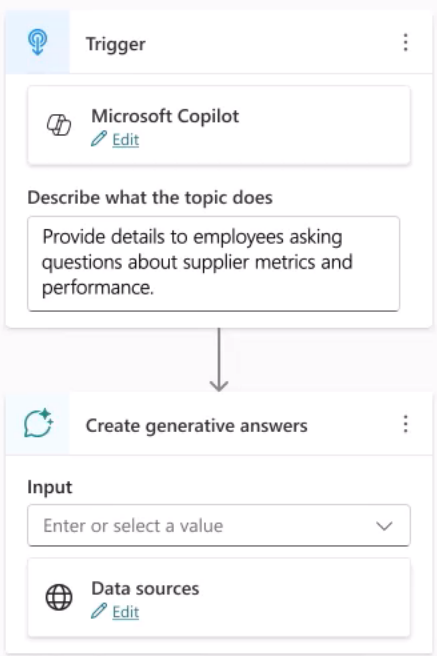 Trigger
Microsoft Copilot
Edit
Describe what the topic does
Provide details to employees asking
questions about supplier metrics and
performance.
Create generative answers
Input
Enter or select a value
Data sources
Edit